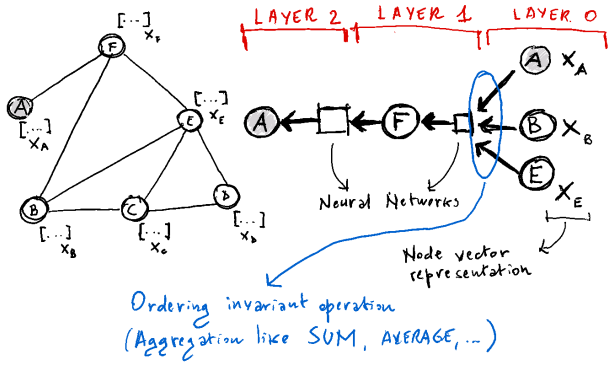 LAYER 2
LAYER 1
LAYER 0
[...]
X_F
F
A
[...]
X_A
[...]
X_E
E
B
[...]
X_B
C
[...]
X_C
D
[...]
X_D
A
F
A X_A
B X_B
E X_E
Neural Networks
Node vector
representation
Ordering invariant operation
(Aggregation like SUM, AVERAGE, ...)